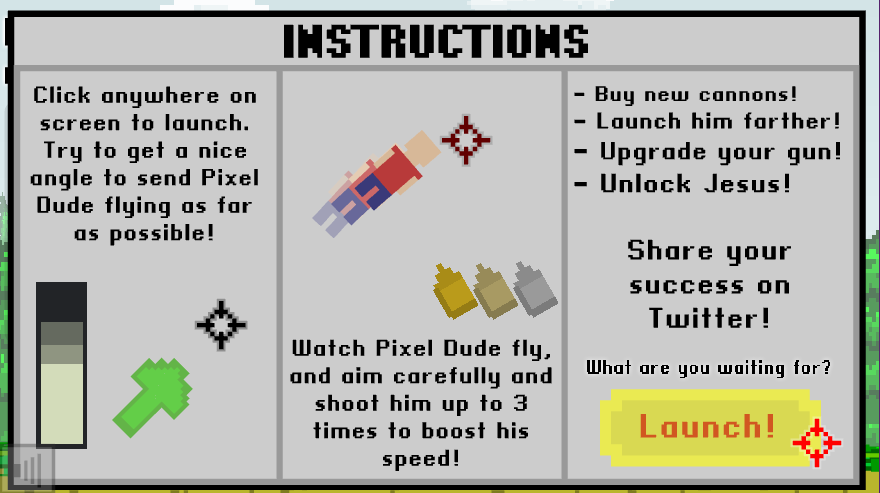 INSTRUCTIONS
Click anywhere on
screen to launch.
Try to get a nice
angle to send Pixel
Dude flying as far
as possible!
Watch Pixel Dude fly,
and aim carefully and
shoot him up to 3
times to boost his
speed!
- Buy new cannons!
- Launch him farther!
- Upgrade your gun!
- Unlock Jesus!
Share your
success on
Twitter!
What are you waiting for?
Launch!